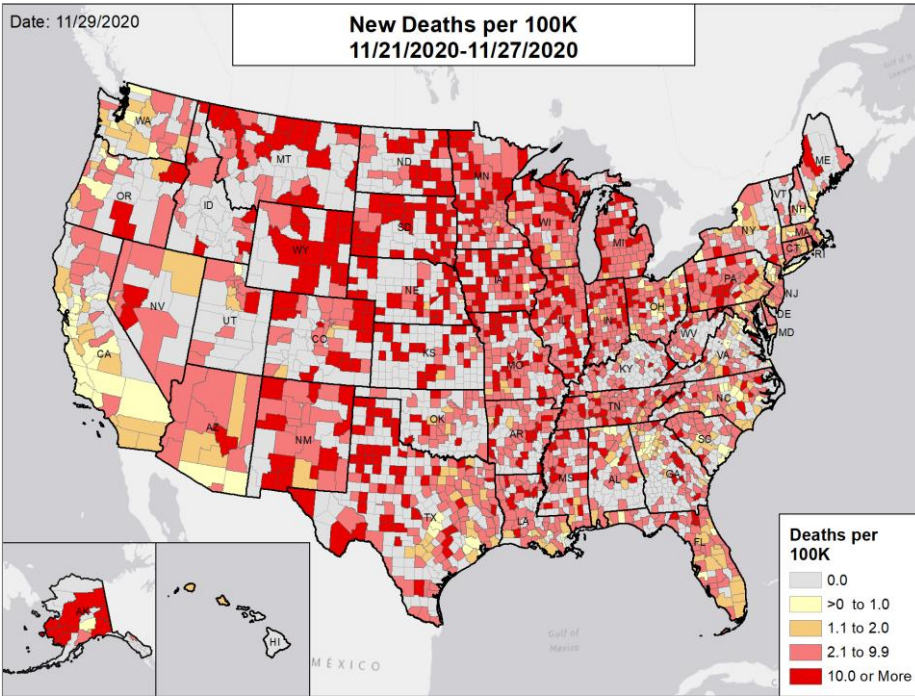 Date: 11/29/2020
New Deaths per 100K
11/21/2020-11/27/2020
WA
MT
ND
MN
ME
OR
ID
SD
WI
VT
NH
WY
MI
NY
MA
CT
RI
NV
NE
IA
PA
NJ
UT
IL
IN
OH
DE
CA
CO
WV
MD
KS
MO
KY
VA
AZ
NM
OK
AR
TN
NC
SC
TX
MS
AL
GA
LA
FL
AK
HI
Gulf of
Mexico
MÉXICO
Deaths per
100K
0.0
>0 to 1.0
1.1 to 2.0
2.1 to 9.9
10.0 or More